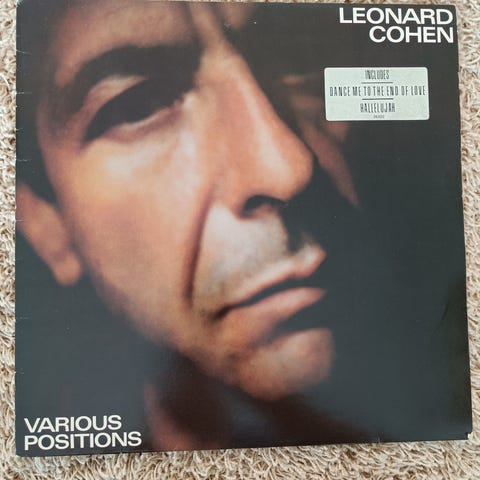 LEONARD
COHEN
INCLUDES
DANCE ME TO THE END OF LOVE
HALLELUJAH
VARIOUS
POSITIONS